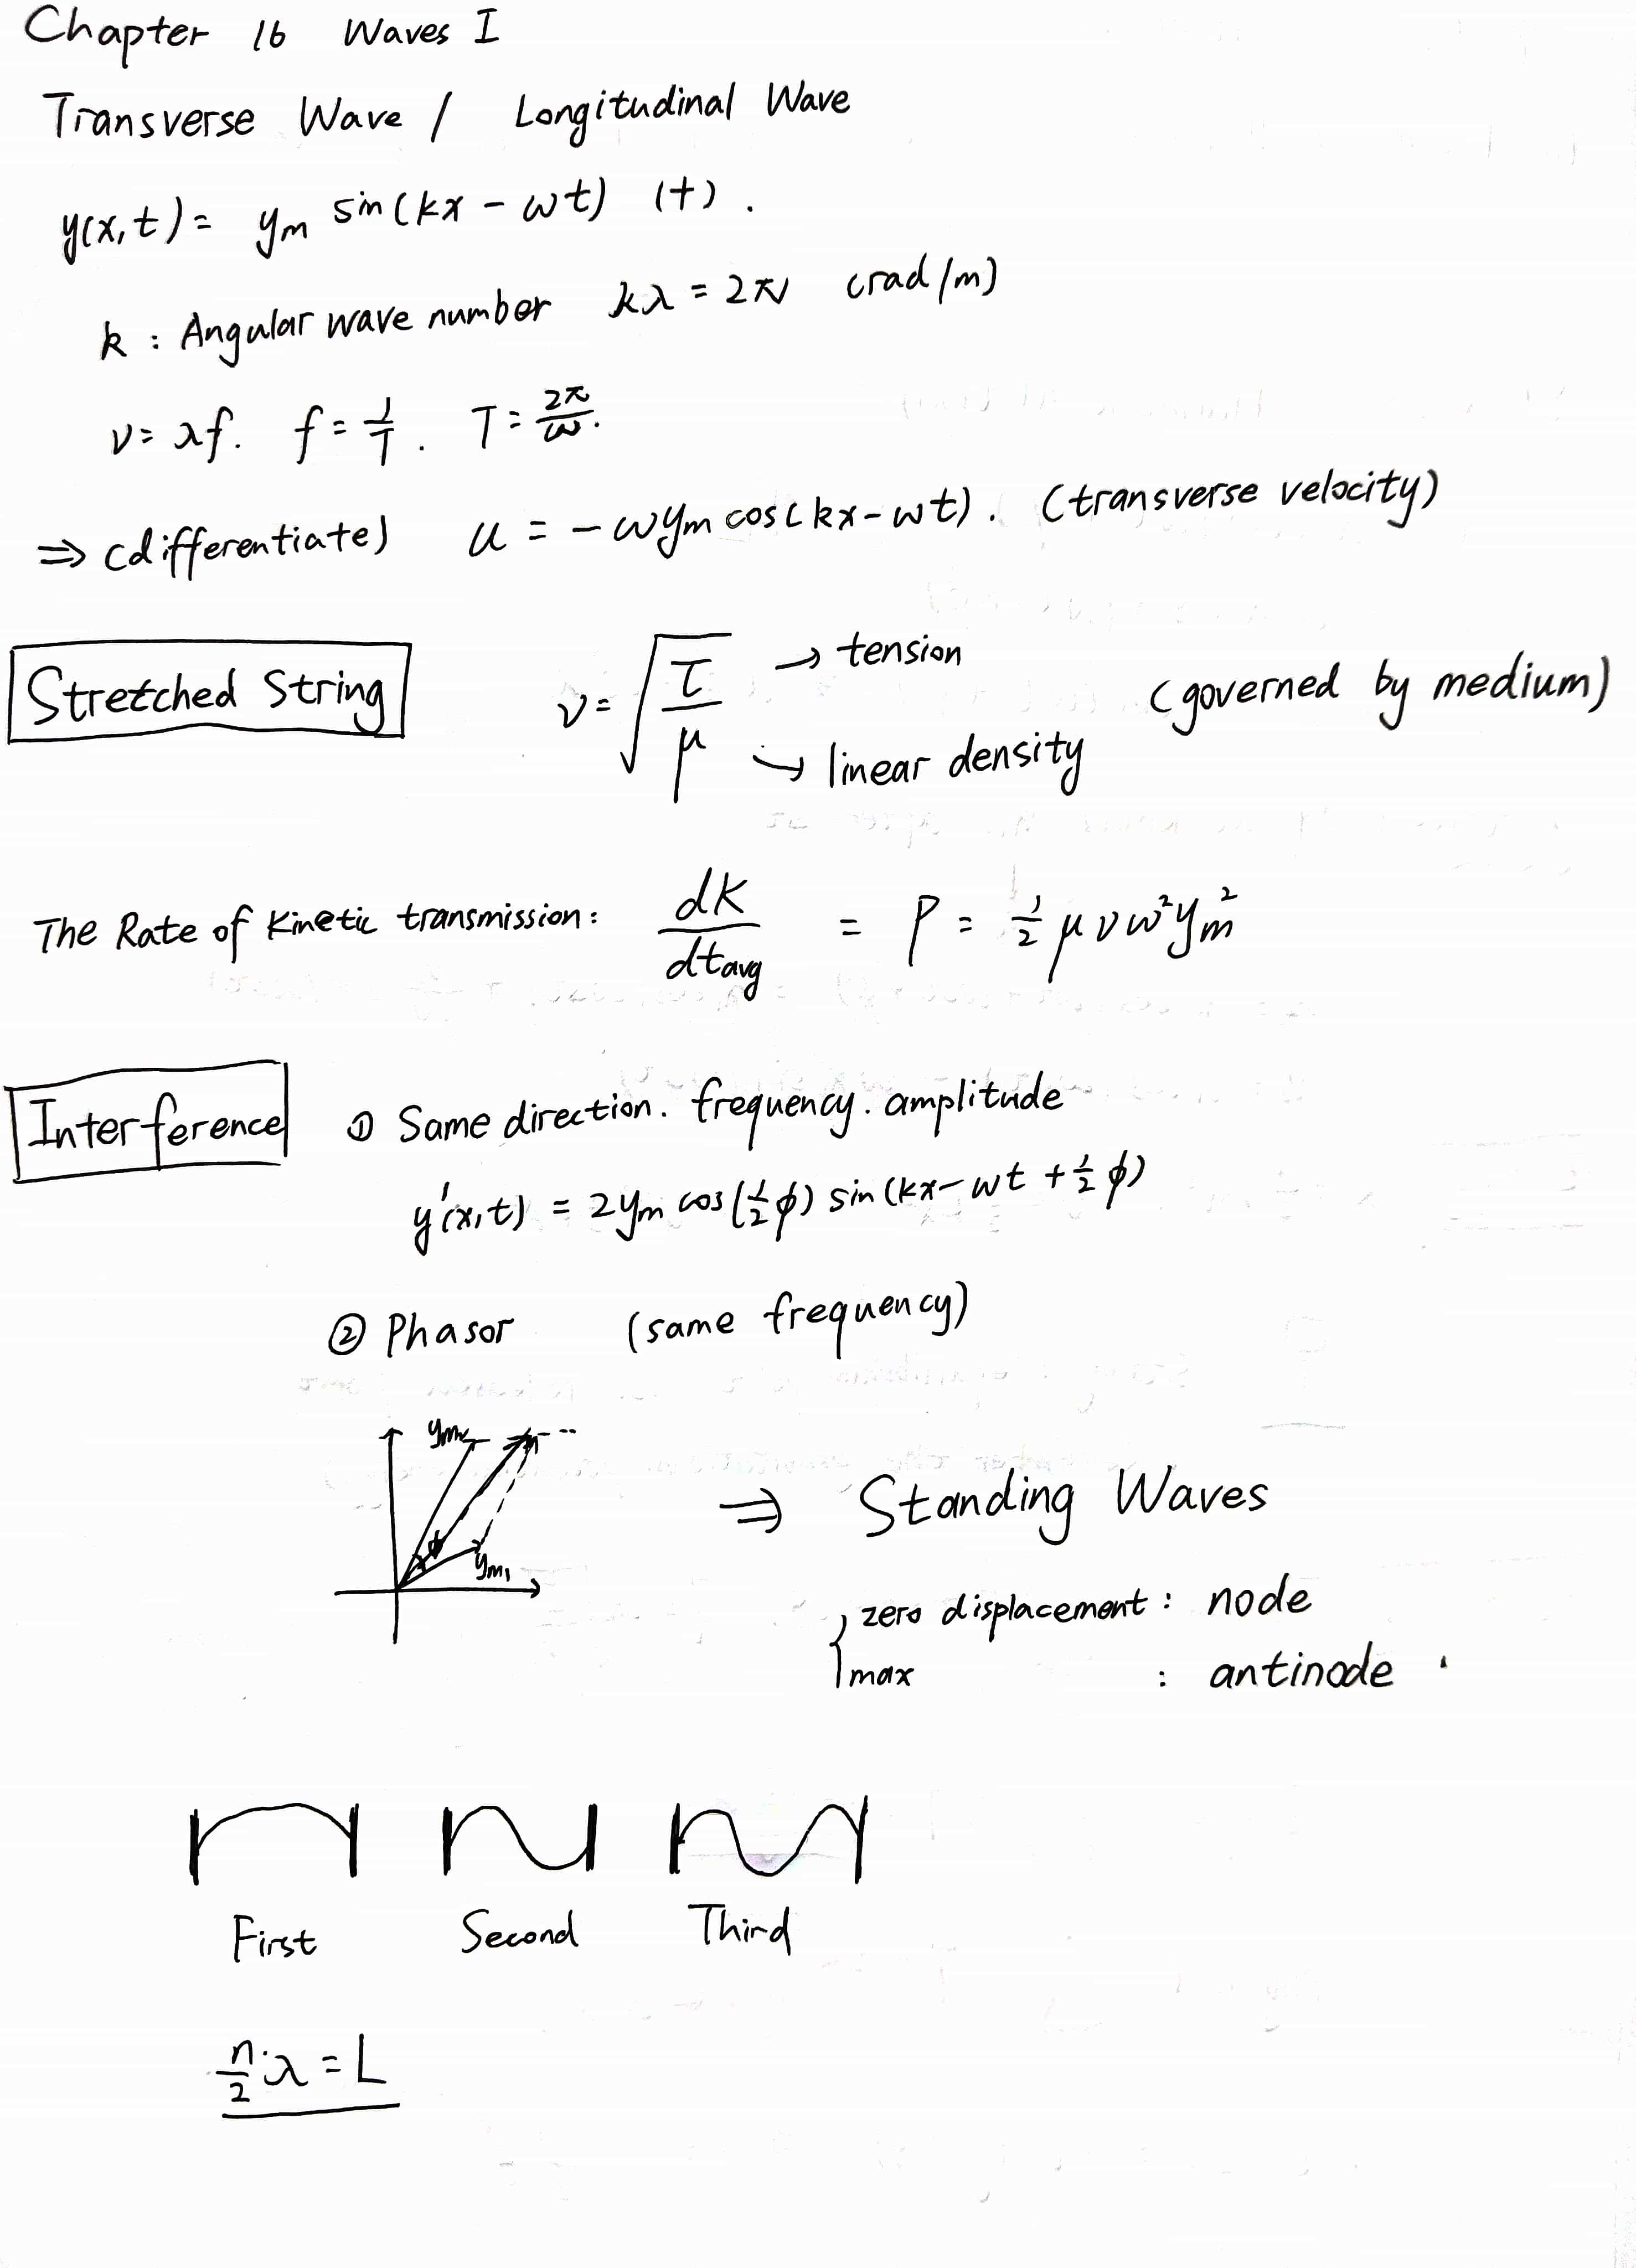 Chapter 16 Waves I
Transverse Wave / Longitudinal Wave
y(x,t) = ym sin(kx - ωt) (+).
k : Angular wave number kλ = 2π (rad/m)
v = λf. f = 1/T. T = 2π/ω.
⇒ (differentiate) u = -ωym cos(kx-ωt). (transverse velocity)
Stretched String v = √(τ/μ) → tension (governed by medium)
→ linear density
The Rate of Kinetic transmission: dK/dt avg = P = 1/2 μvω²ym²
Interference ① Same direction. frequency. amplitude
y'(x,t) = 2ym cos(1/2 φ) sin(kx-ωt + 1/2 φ)
② Phasor (same frequency)
ym2
φ
ym1
⇒ Standing Waves
{ zero displacement : node
max : antinode .
First Second Third
n/2·λ = L